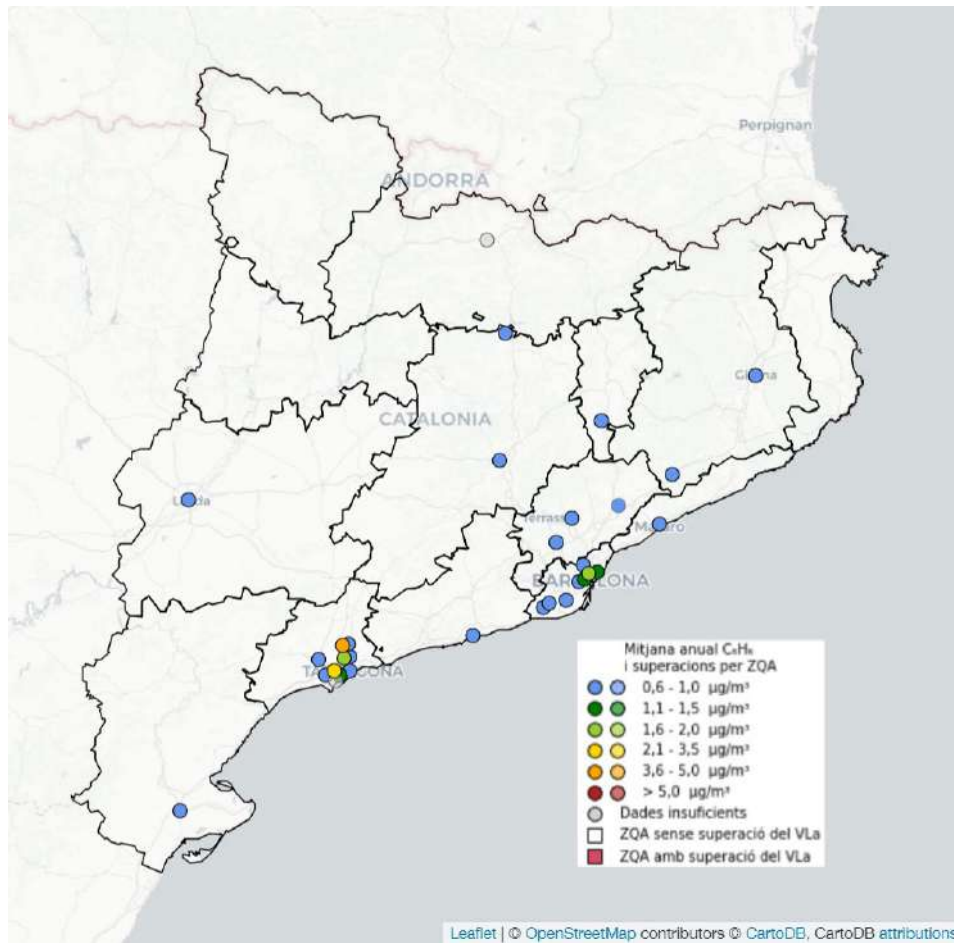 Perpignan
ANDORRA
Girona
CATALONIA
Lleida
Terrassa
Mataró
BARCELONA
TARRAGONA
Mitjana anual C₆H₆
i superacions per ZQA
0,6 - 1,0 µg/m³
1,1 - 1,5 µg/m³
1,6 - 2,0 µg/m³
2,1 - 3,5 µg/m³
3,6 - 5,0 µg/m³
> 5,0 µg/m³
Dades insuficients
ZQA sense superació del VLa
ZQA amb superació del VLa
Leaflet | © OpenStreetMap contributors © CartoDB, CartoDB attributions